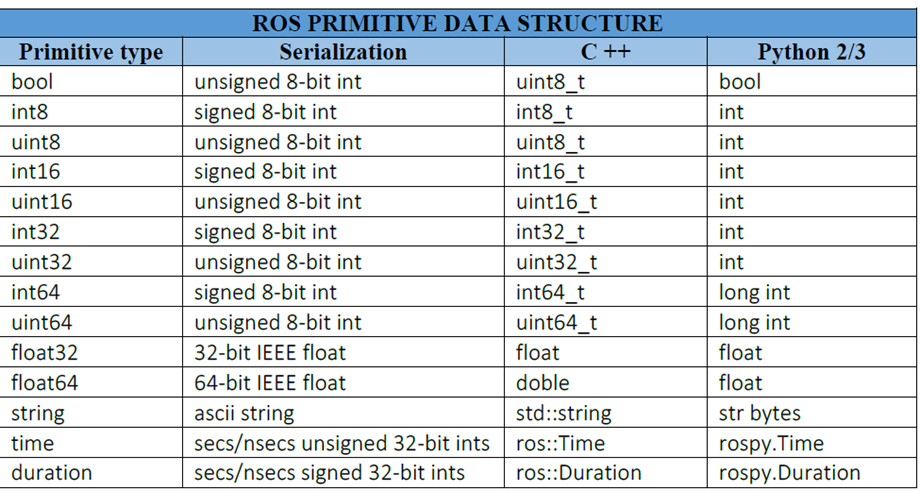 ROS PRIMITIVE DATA STRUCTURE
Primitive type Serialization C ++ Python 2/3
bool unsigned 8-bit int uint8_t bool
int8 signed 8-bit int int8_t int
uint8 unsigned 8-bit int uint8_t int
int16 signed 8-bit int int16_t int
uint16 unsigned 8-bit int uint16_t int
int32 signed 8-bit int int32_t int
uint32 unsigned 8-bit int uint32_t int
int64 signed 8-bit int int64_t long int
uint64 unsigned 8-bit int uint64_t long int
float32 32-bit IEEE float float float
float64 64-bit IEEE float doble float
string ascii string std::string str bytes
time secs/nsecs unsigned 32-bit ints ros::Time rospy.Time
duration secs/nsecs signed 32-bit ints ros::Duration rospy.Duration